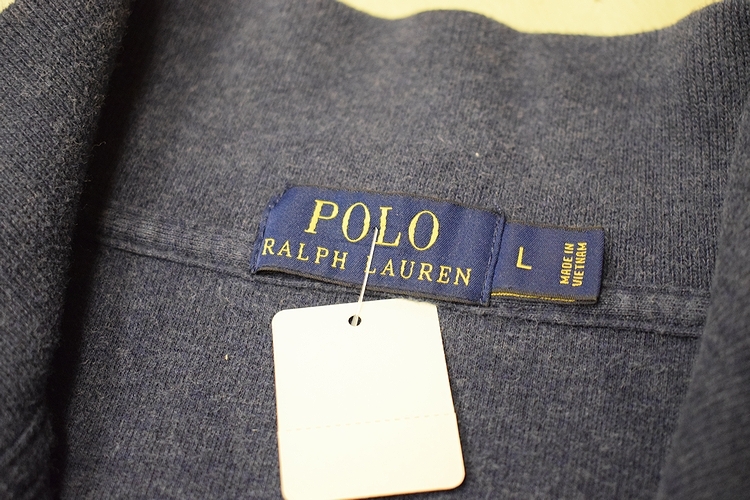 POLO
RALPH LAUREN
L
MADE IN
VIETNAM